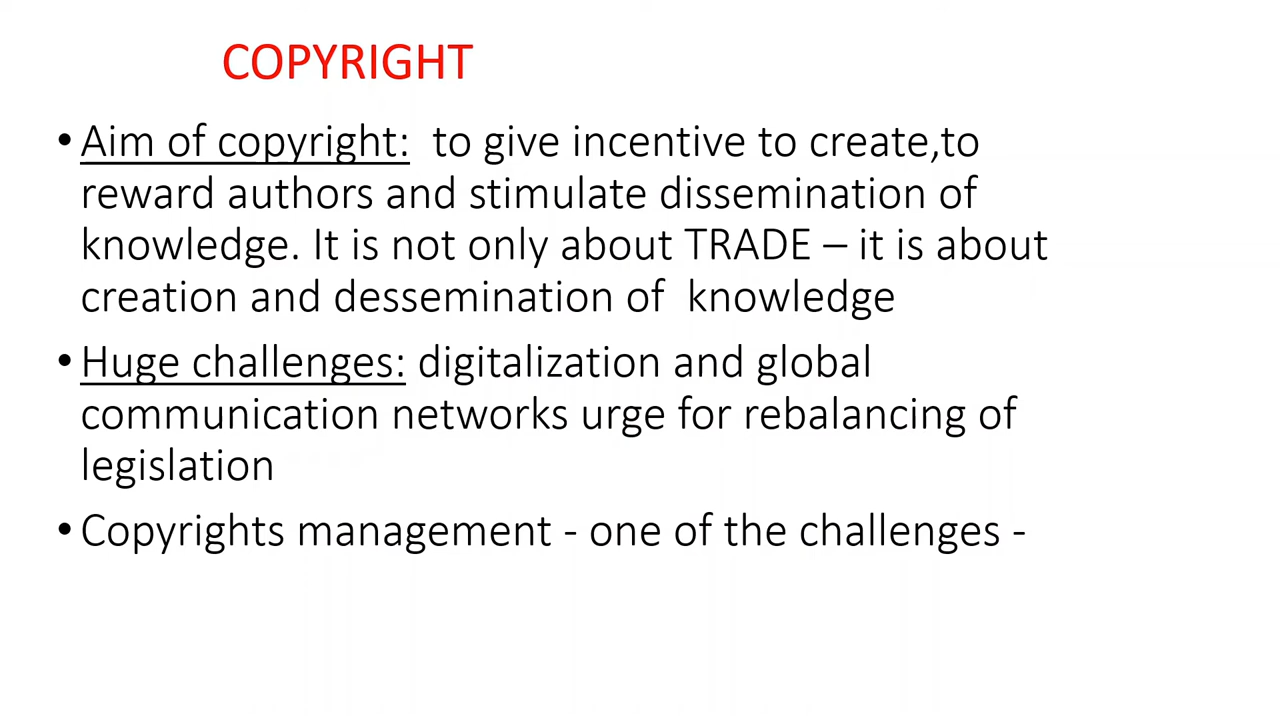 COPYRIGHT
• Aim of copyright:  to give incentive to create,to
reward authors and stimulate dissemination of
knowledge. It is not only about TRADE – it is about
creation and dessemination of  knowledge
• Huge challenges: digitalization and global
communication networks urge for rebalancing of
legislation
• Copyrights management - one of the challenges -